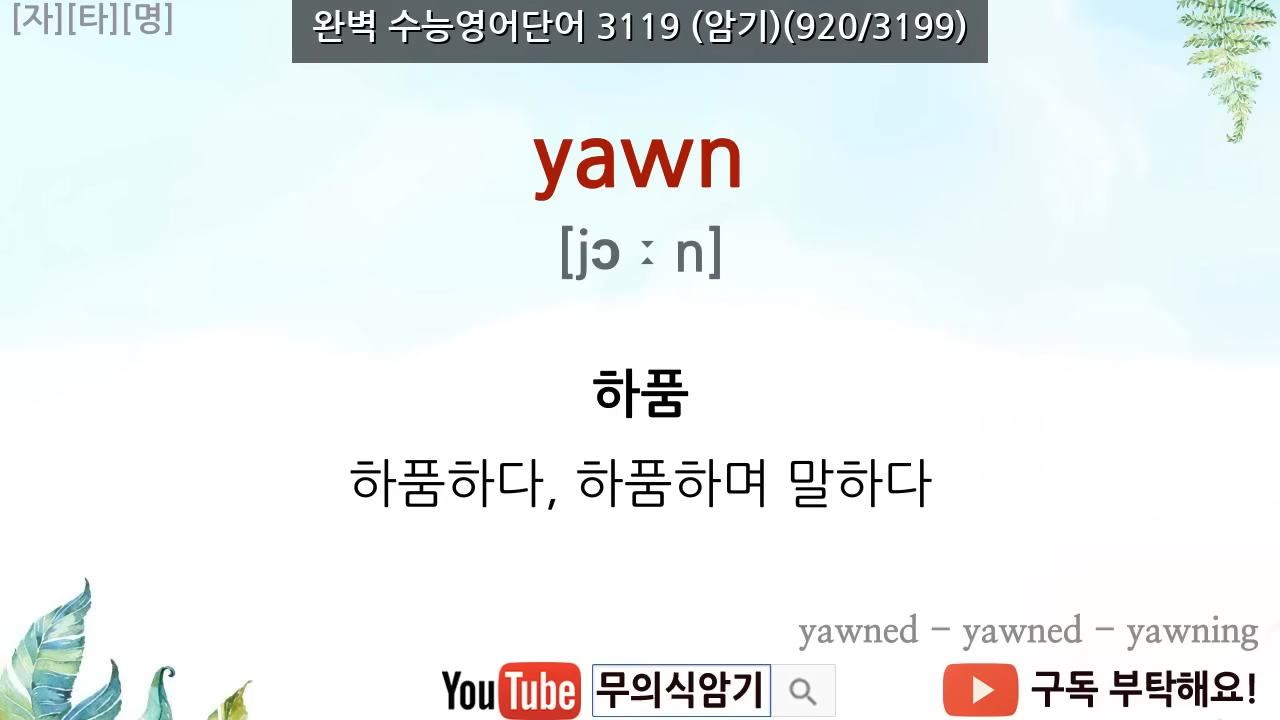 [자][타][명]
완벽 수능영어단어 3119 (암기)(920/3199)
yawn
[jɔ : n]
하품
하품하다, 하품하며 말하다
yawned - yawned - yawning
YouTube 무의식암기
구독 부탁해요!